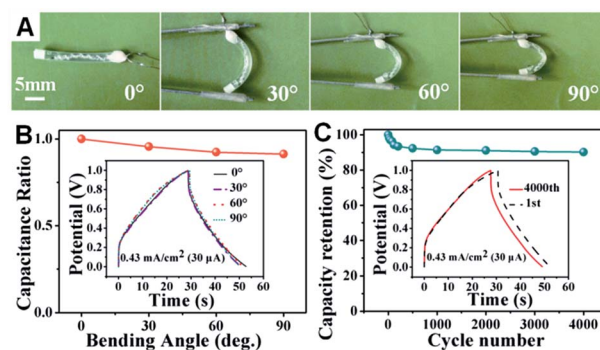 A
5mm
0°
30°
60°
90°
B
Capacitance Ratio
1.0
0.5
0.0
0
30
60
90
Bending Angle (deg.)
Potential (V)
1.0
0.8
0.6
0.4
0.2
0.0
0°
30°
60°
90°
0.43 mA/cm² (30 µA)
0 10 20 30 40 50 60
Time (s)
C
Capacity retention (%)
100
80
60
40
20
0
0 1000 2000 3000 4000
Cycle number
Potential (V)
1.0
0.8
0.6
0.4
0.2
0.0
4000th
1st
0.43 mA/cm² (30 µA)
0 10 20 30 40 50 60
Time (s)